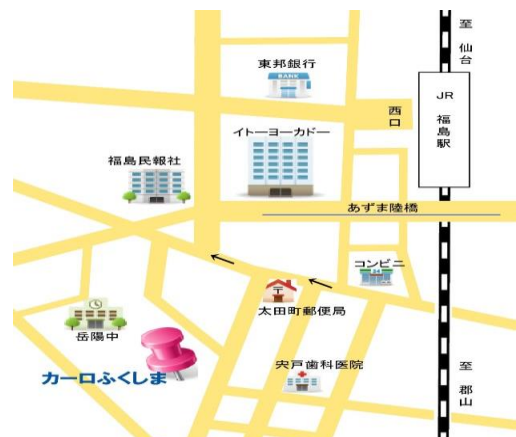 至 仙台
東邦銀行
BANK
JR 福島駅
西口
イトーヨーカドー
福島民報社
あずま陸橋
コンビニ
〒
太田町郵便局
岳陽中
宍戸歯科医院
カーロふくしま
至 郡山